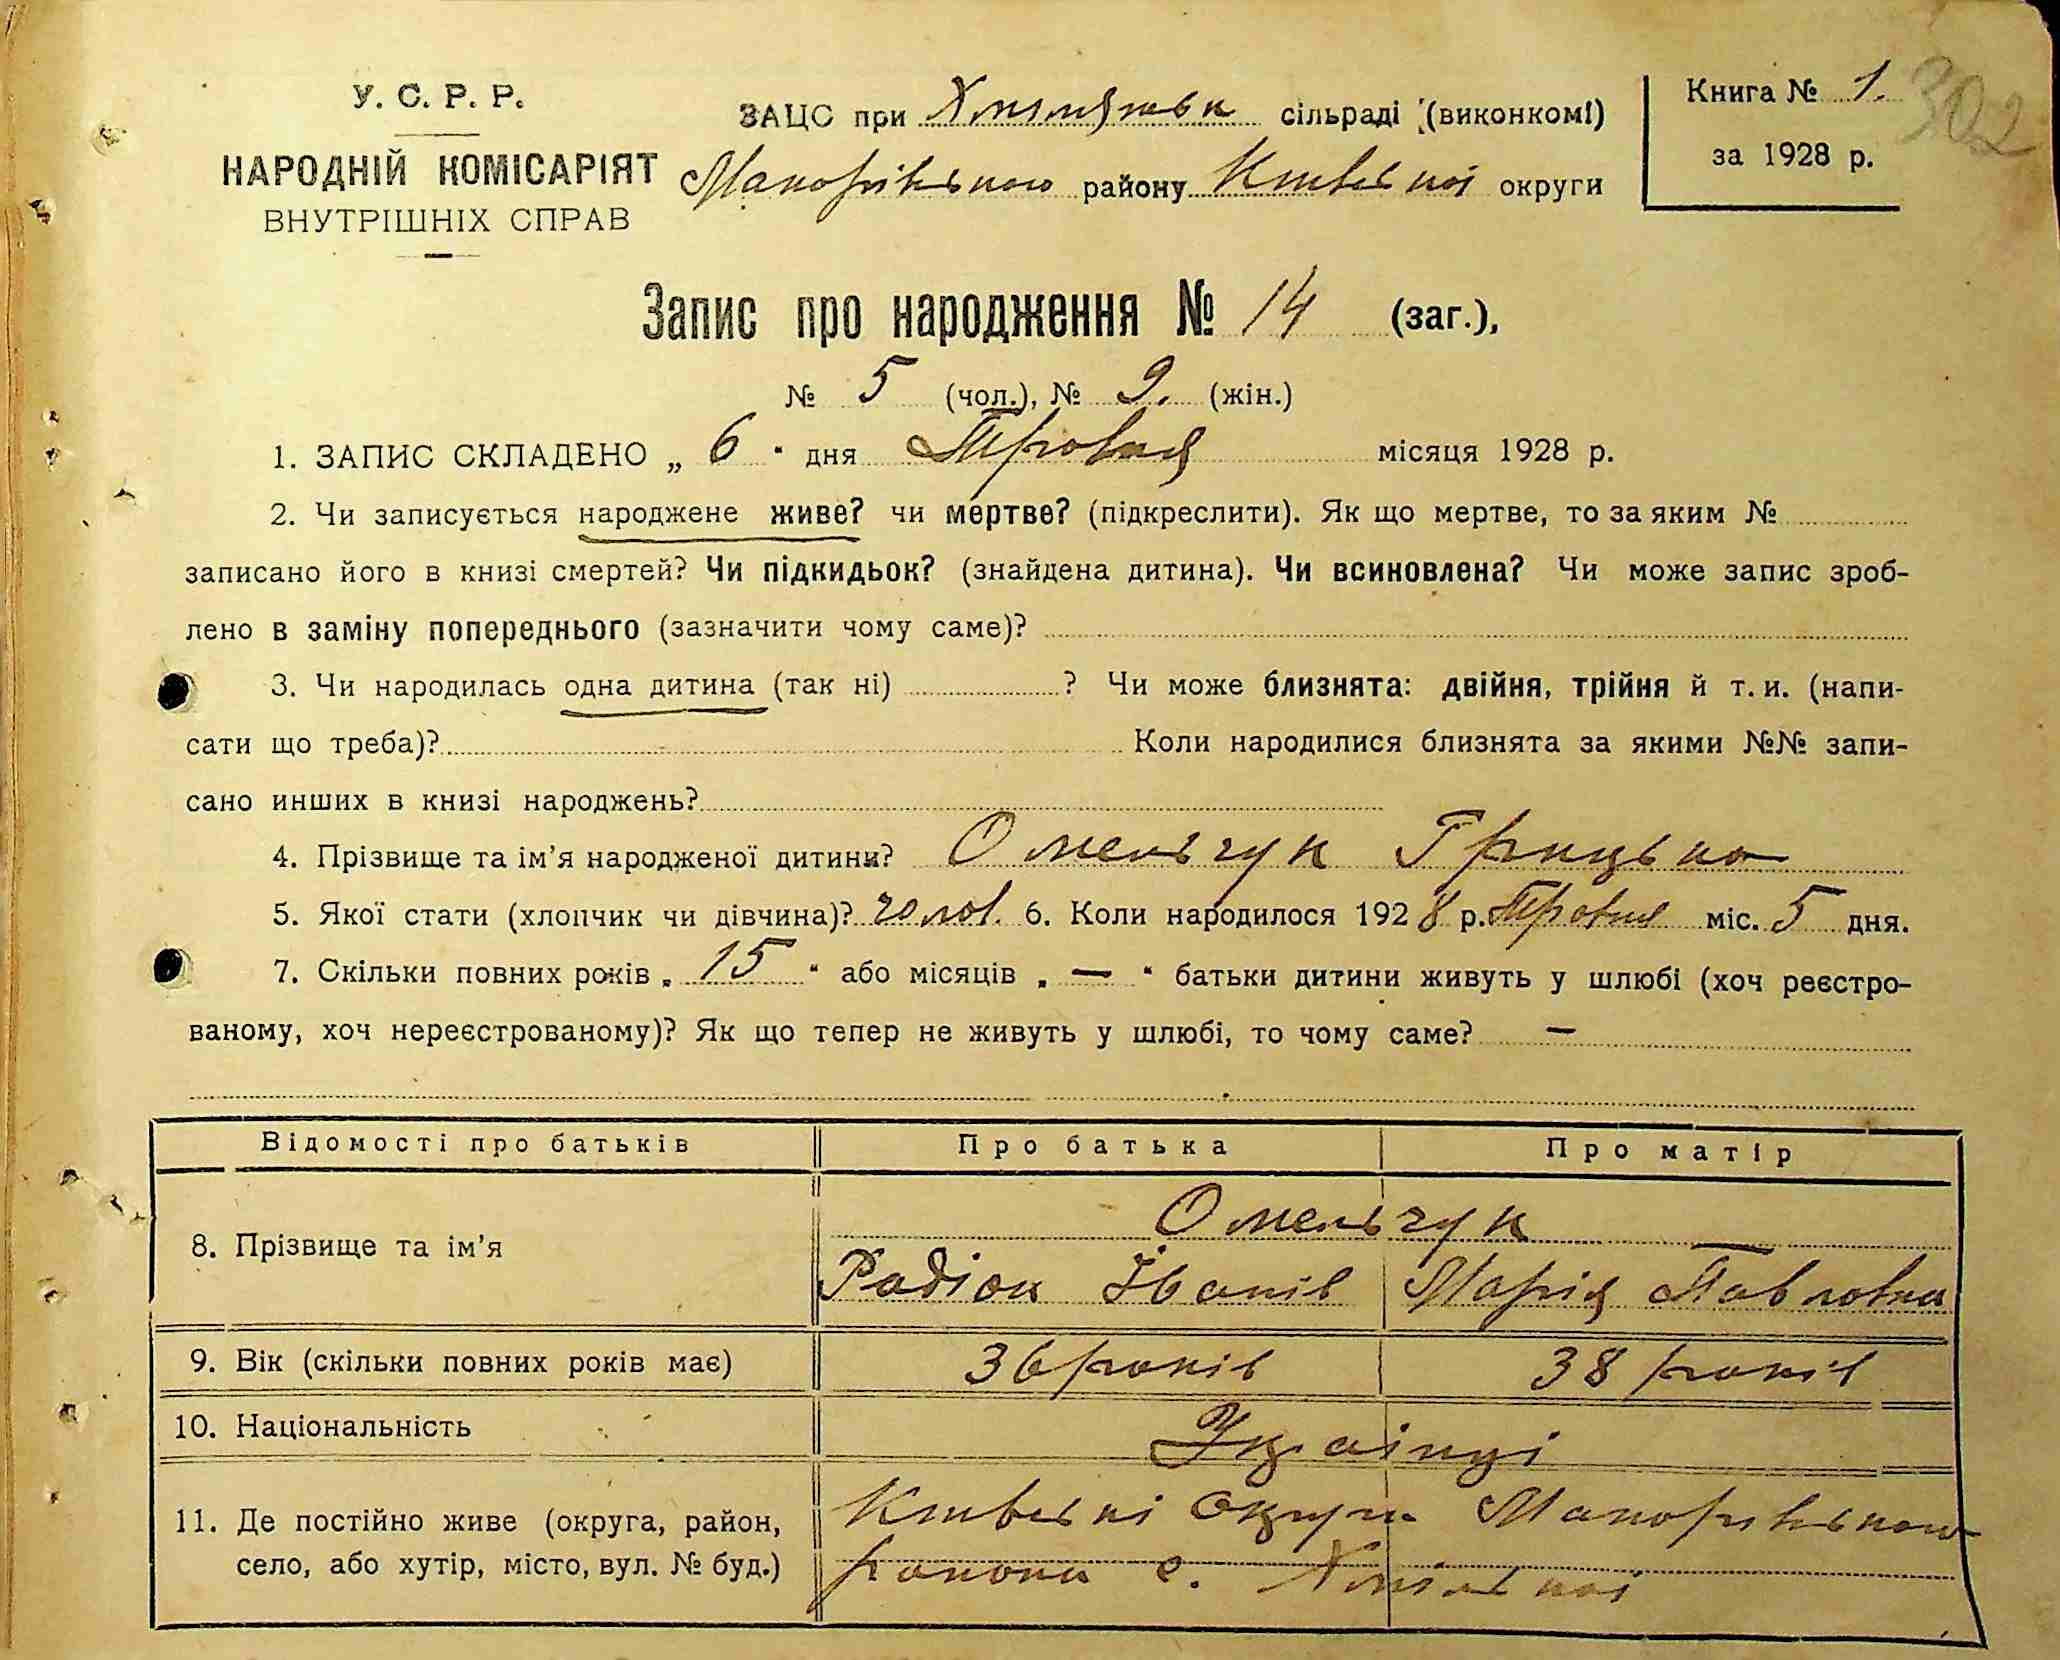 У. С. Р. Р.
НАРОДНІЙ КОМІСАРІЯТ
ВНУТРІШНІХ СПРАВ
ЗАЦС при сільраді (виконкомі)
Макарівського району Київської округи
Книга № 1.
за 1928 р.
302
Запис про народження № 14 (заг.),
№ 5 (чол.), № 9. (жін.)
1. ЗАПИС СКЛАДЕНО „ 6 “ дня Травня місяця 1928 р.
2. Чи записується народжене живе? чи мертве? (підкреслити). Як що мертве, то за яким №
записано його в книзі смертей? Чи підкидьок? (знайдена дитина). Чи всиновлена? Чи може запис зроб-
лено в заміну попереднього (зазначити чому саме)?
3. Чи народилась одна дитина (так ні) ? Чи може близнята: двійня, трійня й т. и. (напи-
сати що треба)? Коли народилися близнята за якими №№ запи-
сано инших в книзі народжень?
4. Прізвище та ім’я народженої дитини? Омельчук Грицько
5. Якої стати (хлопчик чи дівчина)? чолов. 6. Коли народилося 1928 р. Травня міс. 5 дня.
7. Скільки повних років „ 15 “ або місяців „ — “ батьки дитини живуть у шлюбі (хоч реєстро-
ваному, хоч нереєстрованому)? Як що тепер не живуть у шлюбі, то чому саме? —
Відомості про батьків Про батька Про матір
Омельчук
8. Прізвище та ім’я Радіон Іванів Марія Павловна
9. Вік (скільки повних років має) 36 років 38 років
10. Національність Українці
11. Де постійно живе (округа, район, округи Макарівського
село, або хутір, місто, вул. № буд.) району с.